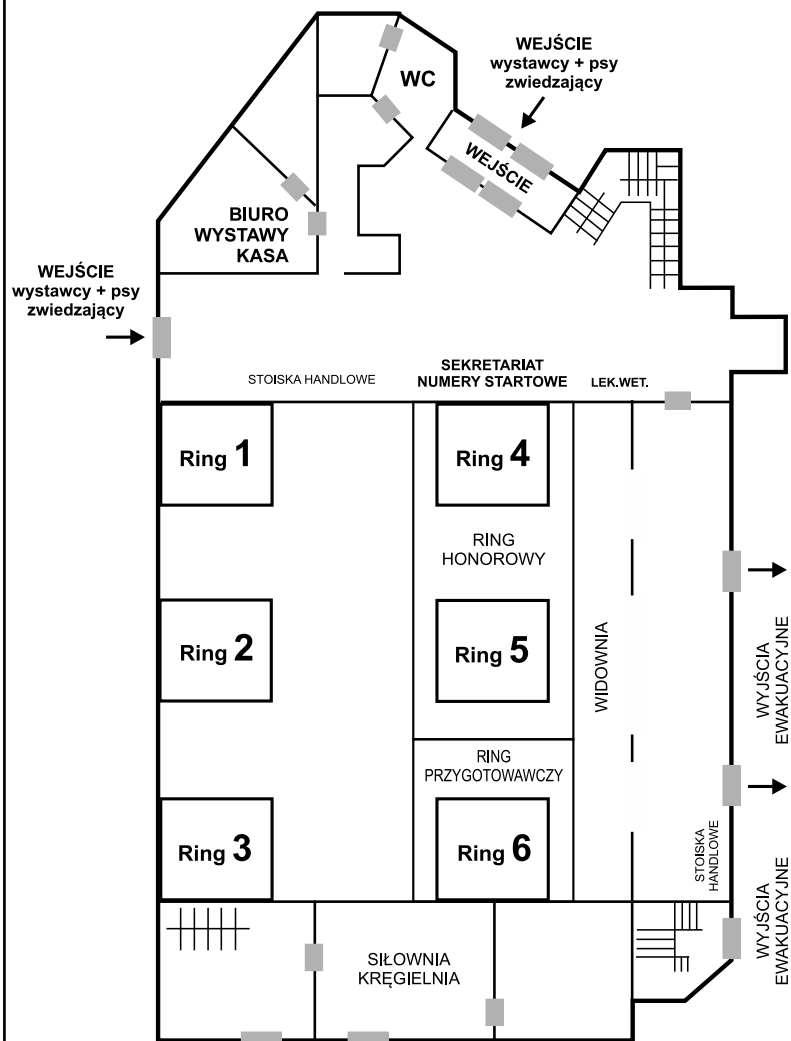 WEJŚCIE
wystawcy + psy
zwiedzający
WC
WEJŚCIE
BIURO
WYSTAWY
KASA
WEJŚCIE
wystawcy + psy
zwiedzający
STOISKA HANDLOWE
SEKRETARIAT
NUMERY STARTOWE
LEK.WET.
Ring 1
Ring 4
RING
HONOROWY
Ring 2
Ring 5
WIDOWNIA
WYJŚCIA
EWAKUACYJNE
RING
PRZYGOTOWAWCZY
Ring 3
Ring 6
STOISKA
HANDLOWE
WYJŚCIA
EWAKUACYJNE
SIŁOWNIA
KRĘGIELNIA